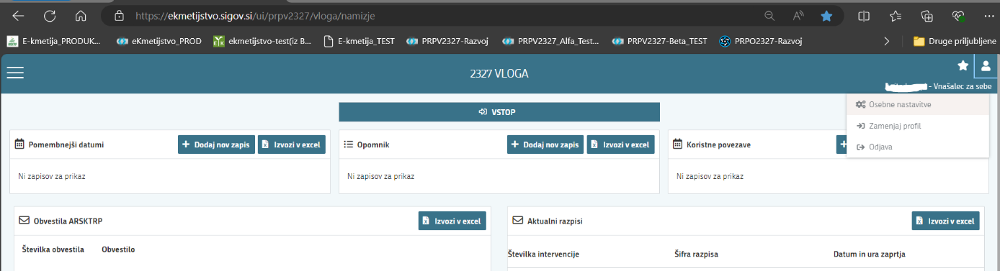 https://ekmetijstvo.sigov.si/ui/prpv2327/vloga/namizje
E-kmetija_PRODUK... eKmetijstvo_PROD ekmetijstvo-test(iz B... E-kmetija_TEST PRPV2327-Razvoj PRPV2327_Alfa_Test... PRPV2327-Beta_TEST PRPO2327-Razvoj Druge priljubljene
2327 VLOGA
- Vnašalec za sebe
Osebne nastavitve
Zamenjaj profil
Odjava
VSTOP
Pomembnejši datumi Dodaj nov zapis Izvozi v excel
Ni zapisov za prikaz
Opomnik Dodaj nov zapis Izvozi v excel
Ni zapisov za prikaz
Koristne povezave
Ni zapisov za prikaz
Obvestila ARSKTRP Izvozi v excel
Številka obvestila Obvestilo
Aktualni razpisi Izvozi v excel
Številka intervencije Šifra razpisa Datum in ura zaprtja